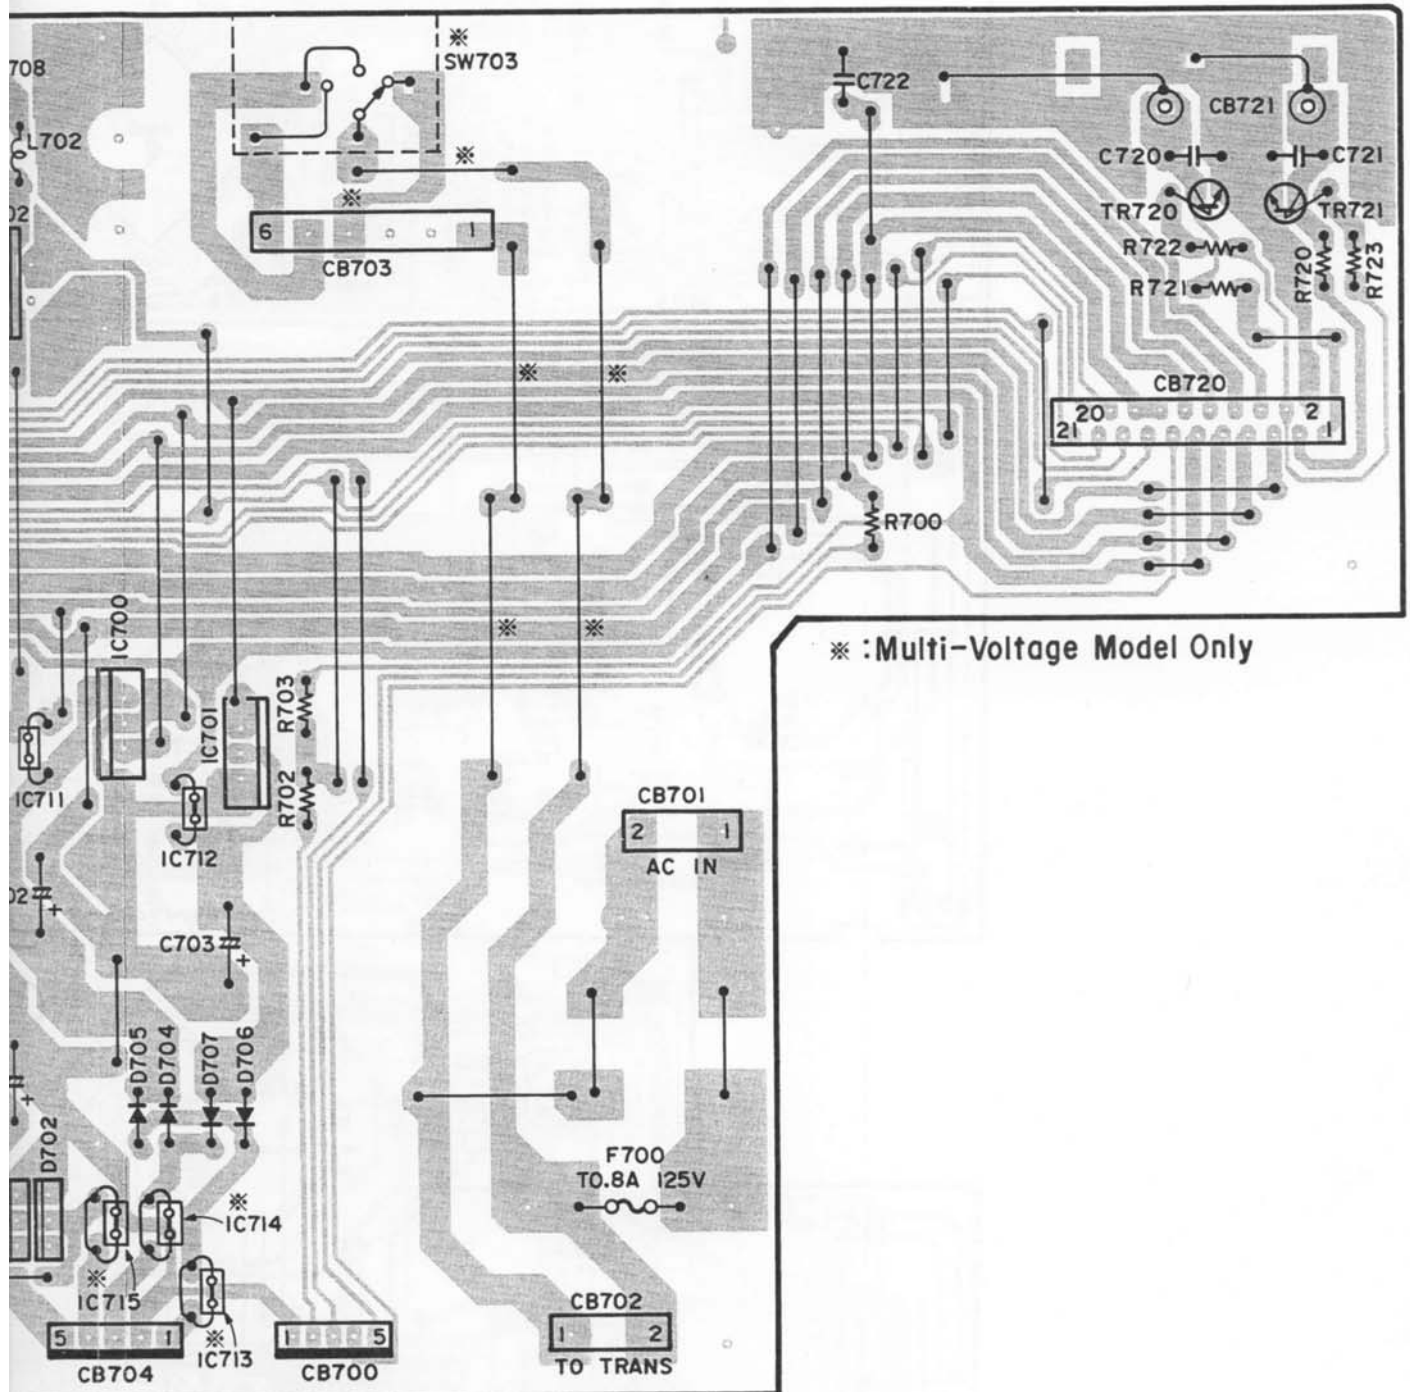 ※
SW703
708
C722
CB721
L702
※
C720
C721
02
※
TR720
TR721
6
1
CB703
R722
R721
R720
R723
※
※
CB720
20
2
21
1
R700
※
※
IC700
※ :Multi-Voltage Model Only
R703
IC701
R702
IC711
IC712
CB701
2
1
AC IN
02
+
C703
+
D705
D704
D707
D706
+
D702
F700
T0.8A 125V
※
IC714
※
IC715
※
IC713
5
1
CB704
1
5
CB700
CB702
1
2
TO TRANS